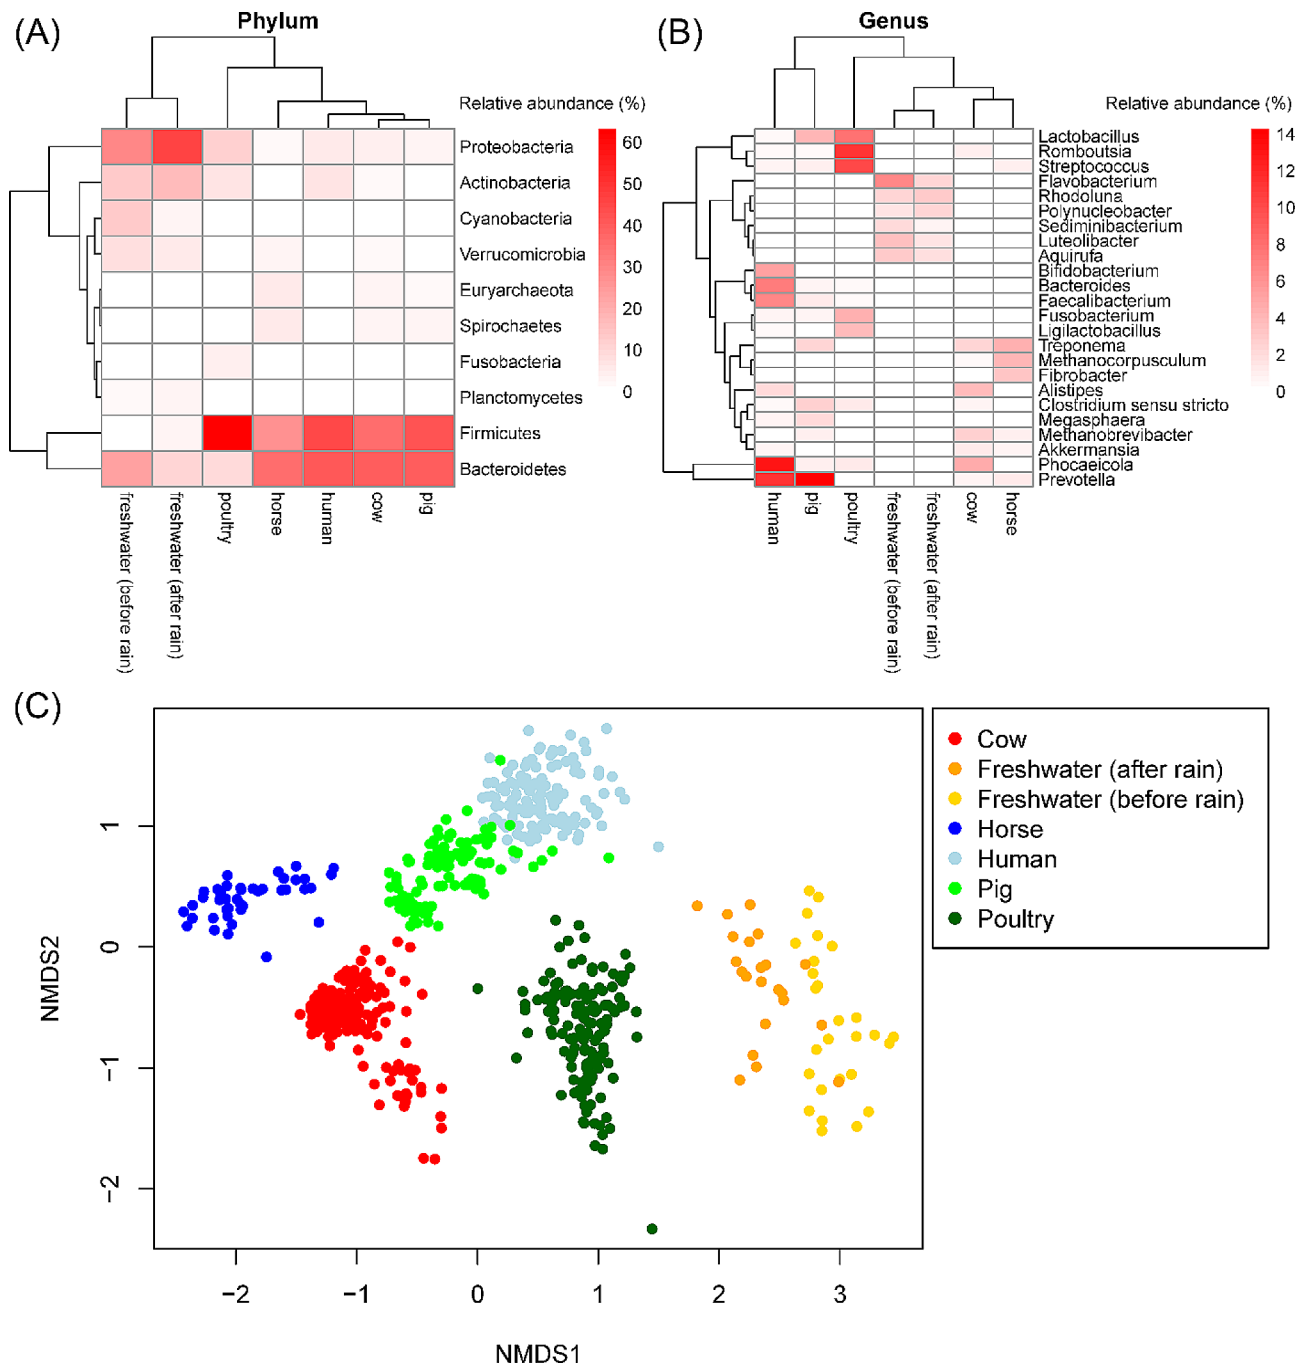 (A)
Phylum
Relative abundance (%)
Proteobacteria
Actinobacteria
Cyanobacteria
Verrucomicrobia
Euryarchaeota
Spirochaetes
Fusobacteria
Planctomycetes
Firmicutes
Bacteroidetes
60
50
40
30
20
10
0
freshwater (before rain)
freshwater (after rain)
poultry
horse
human
cow
pig
(B)
Genus
Relative abundance (%)
Lactobacillus
Romboutsia
Streptococcus
Flavobacterium
Rhodoluna
Polynucleobacter
Sediminibacterium
Luteolibacter
Aquirufa
Bifidobacterium
Bacteroides
Faecalibacterium
Fusobacterium
Ligilactobacillus
Treponema
Methanocorpusculum
Fibrobacter
Alistipes
Clostridium sensu stricto
Megasphaera
Methanobrevibacter
Akkermansia
Phocaeicola
Prevotella
14
12
10
8
6
4
2
0
human
pig
poultry
freshwater (before rain)
freshwater (after rain)
cow
horse
(C)
NMDS2
1
0
−1
−2
−2
−1
0
1
2
3
NMDS1
Cow
Freshwater (after rain)
Freshwater (before rain)
Horse
Human
Pig
Poultry